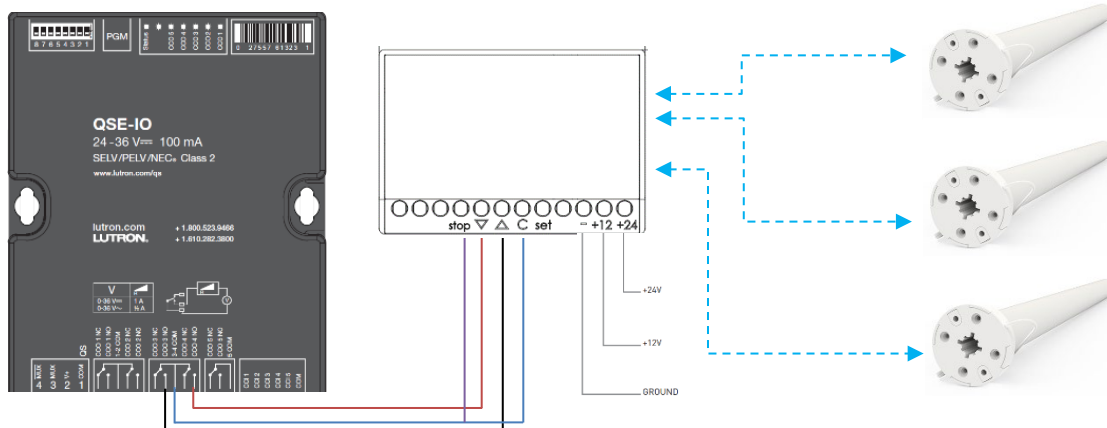 8 7 6 5 4 3 2 1
PGM
Status
CCO 5
CCO 4
CCO 3
CCO 2
CCO 1
0 27557 61323 1
QSE-IO
24-36 V 100 mA
SELV/PELV/NEC® Class 2
www.lutron.com/qs
lutron.com + 1.800.523.9466
LUTRON. + 1.610.282.3800
V
0-36 V 1 A
0-36 V~ ½ A
V
QS
CCO 1 NC
CCO 1 NO
1-2 COM
CCO 2 NC
CCO 2 NO
CCO 3 NC
CCO 3 NO
3-4 COM
CCO 4 NC
CCO 4 NO
CCO 5 NC
CCO 5 NO
5 COM
MUX 4
MUX 3
V+ 2
COM 1
CCI 1
CCI 2
CCI 3
CCI 4
CCI 5
COM
stop ▽ △ C set - +12 +24
+24V
+12V
GROUND